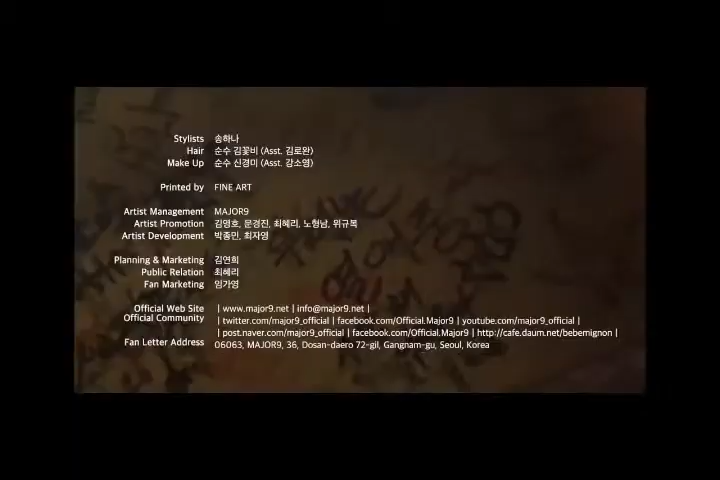 Stylists 송하나
Hair 순수 김꽃비 (Asst. 김로완)
Make Up 순수 신경미 (Asst. 강소영)
Printed by FINE ART
Artist Management MAJOR9
Artist Promotion 김영호, 문경진, 최혜리, 노형남, 위규복
Artist Development 박종민, 최자영
Planning & Marketing 김연희
Public Relation 최혜리
Fan Marketing 임가영
Official Web Site | www.major9.net | info@major9.net |
Official Community | twitter.com/major9_official | facebook.com/Official.Major9 | youtube.com/major9_official |
| post.naver.com/major9_official | facebook.com/Official.Major9 | http://cafe.daum.net/bebemignon |
Fan Letter Address 06063, MAJOR9, 36, Dosan-daero 72-gil, Gangnam-gu, Seoul, Korea